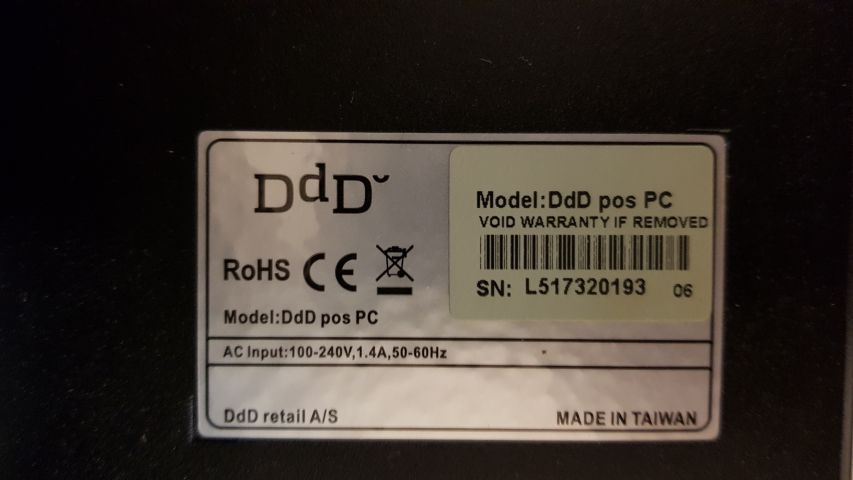 DdD
RoHS CE
Model:DdD pos PC
AC Input:100-240V,1.4A,50-60Hz
DdD retail A/S
MADE IN TAIWAN
Model:DdD pos PC
VOID WARRANTY IF REMOVED
SN: L517320193 06